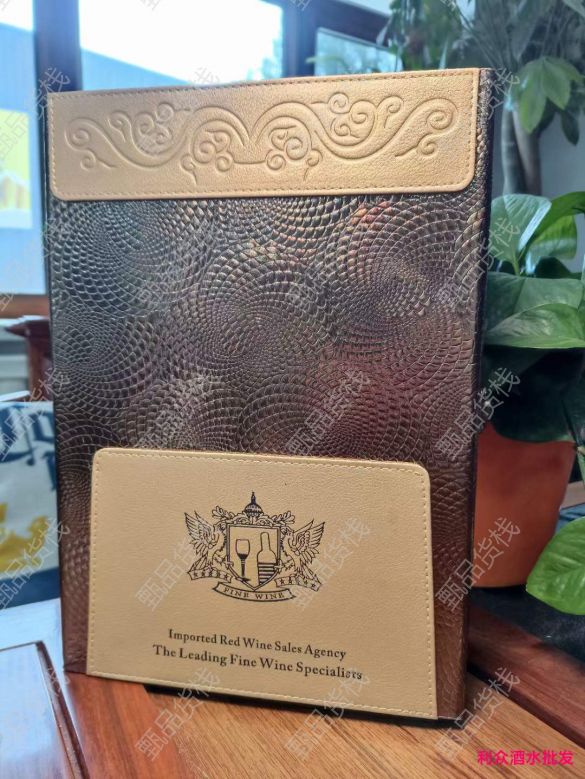 FINE WINE
Imported Red Wine Sales Agency
The Leading Fine Wine Specialists
甄品货栈
利众酒水批发